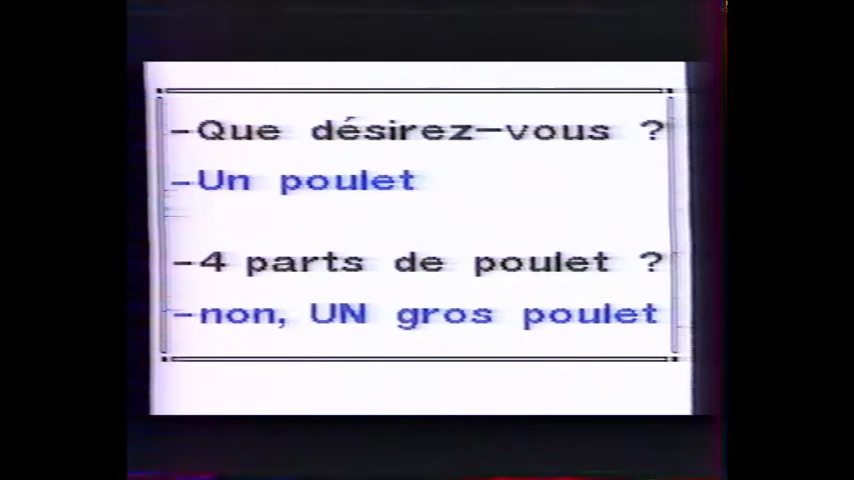 -Que désirez-vous ?
-Un poulet
-4 parts de poulet ?
-non, UN gros poulet